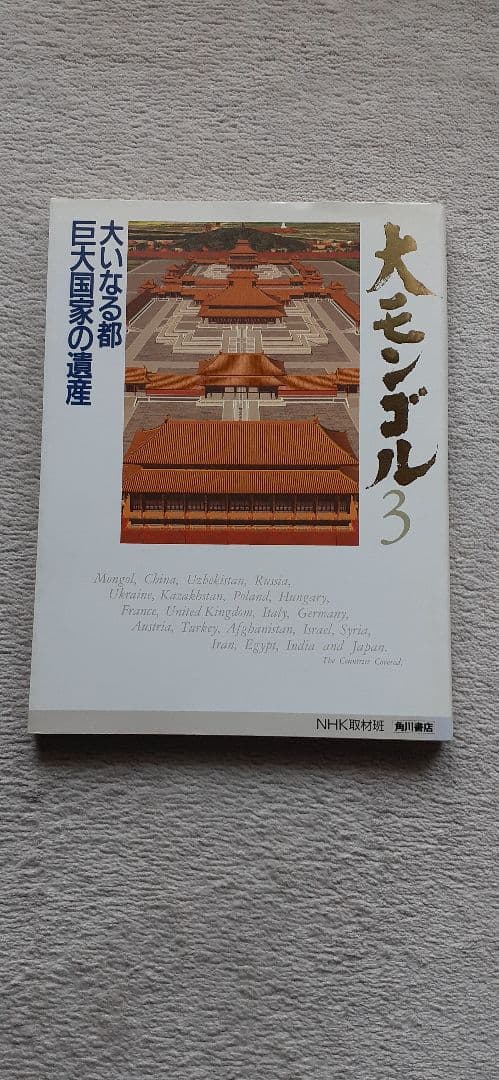 大モンゴル3
大いなる都
巨大国家の遺産
Mongol, China, Uzbekistan, Russia,
Ukraine, Kazakhstan, Poland, Hungary,
France, United Kingdom, Italy, Germany,
Austria, Turkey, Afghanistan, Israel, Syria,
Iran, Egypt, India and Japan.
The Countries Covered.
NHK取材班 角川書店